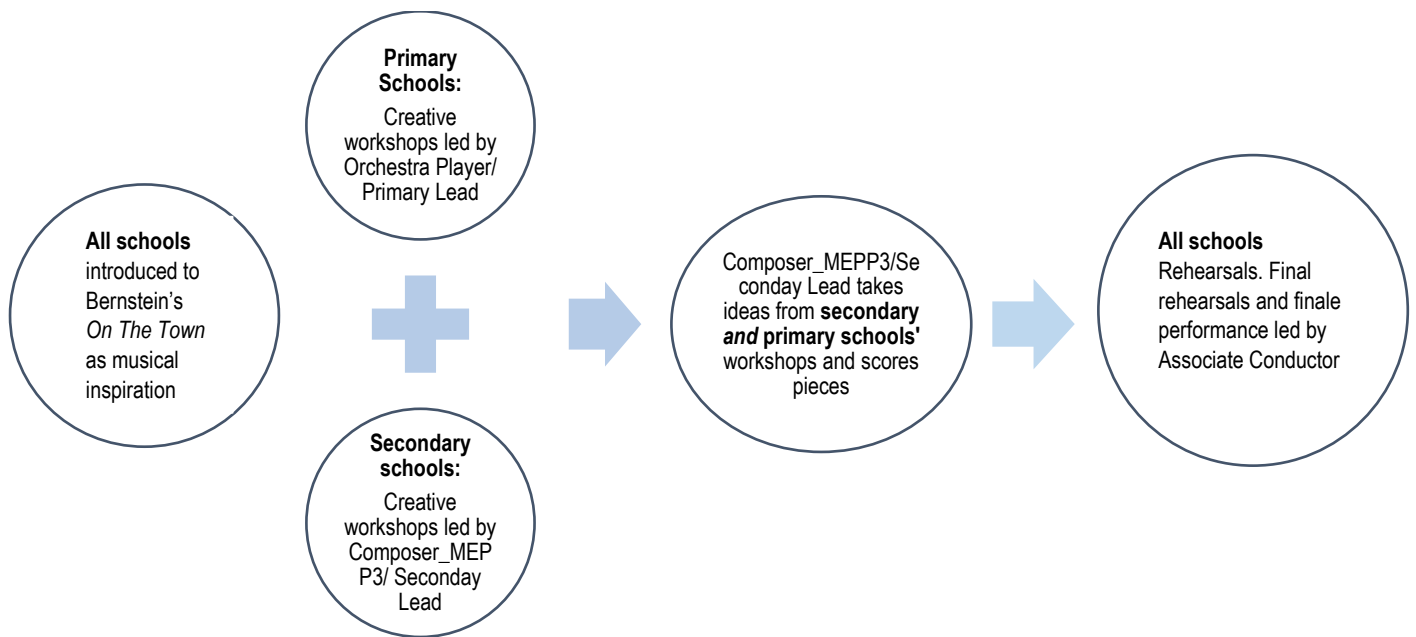 All schools
introduced to
Bernstein's
On The Town
as musical
inspiration
Primary
Schools:
Creative
workshops led by
Orchestra Player/
Primary Lead
Secondary
schools:
Creative
workshops led by
Composer_MEP
P3/ Seconday
Lead
Composer_MEPP3/Se
conday Lead takes
ideas from secondary
and primary schools'
workshops and scores
pieces
All schools
Rehearsals. Final
rehearsals and finale
performance led by
Associate Conductor